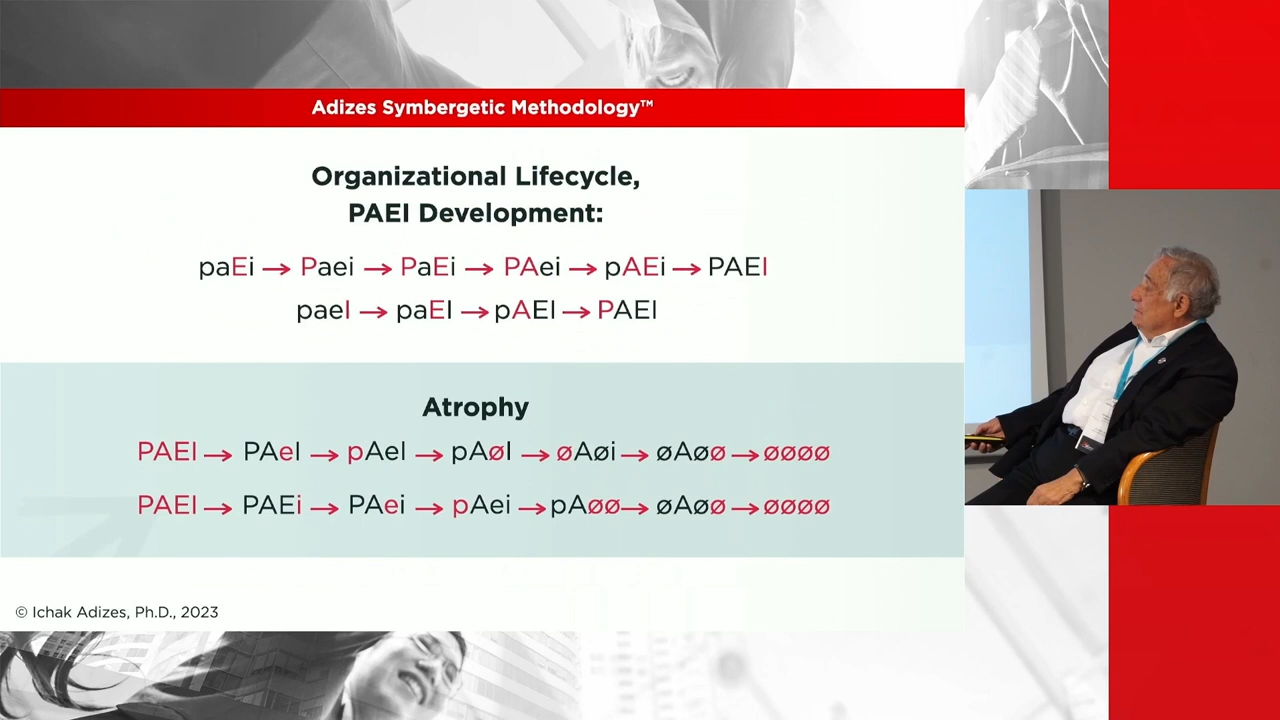 Adizes Symbergetic Methodology™
Organizational Lifecycle,
PAEI Development:
paEi → Paei → PaEi → PAei → pAEi → PAEI
paeI → paEI → pAEI → PAEI
Atrophy
PAEI → PAeI → pAeI → pAøI → øAøi → øAøø → øøøø
PAEI → PAEi → PAei → pAei → pAøø → øAøø → øøøø
© Ichak Adizes, Ph.D., 2023